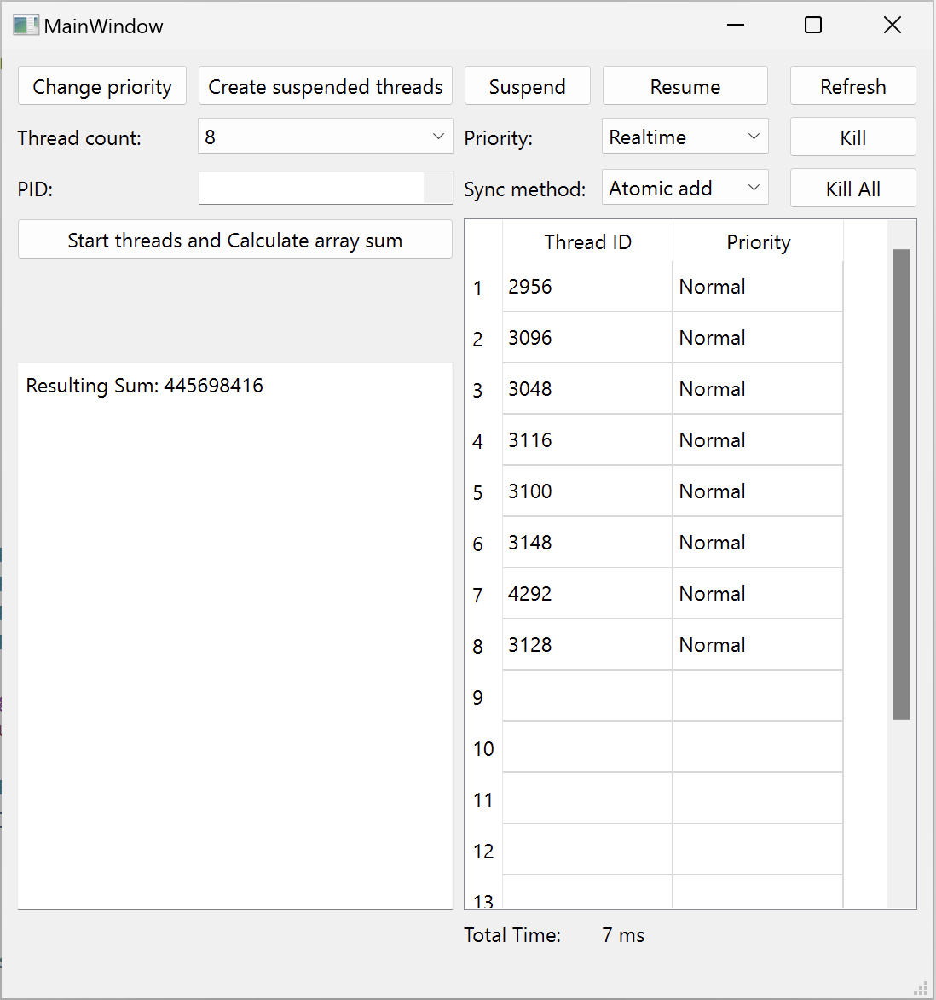 MainWindow
Change priority Create suspended threads Suspend Resume Refresh
Thread count: 8 Priority: Realtime Kill
PID: Sync method: Atomic add Kill All
Start threads and Calculate array sum
Resulting Sum: 445698416
Thread ID Priority
1 2956 Normal
2 3096 Normal
3 3048 Normal
4 3116 Normal
5 3100 Normal
6 3148 Normal
7 4292 Normal
8 3128 Normal
9
10
11
12
13
Total Time: 7 ms